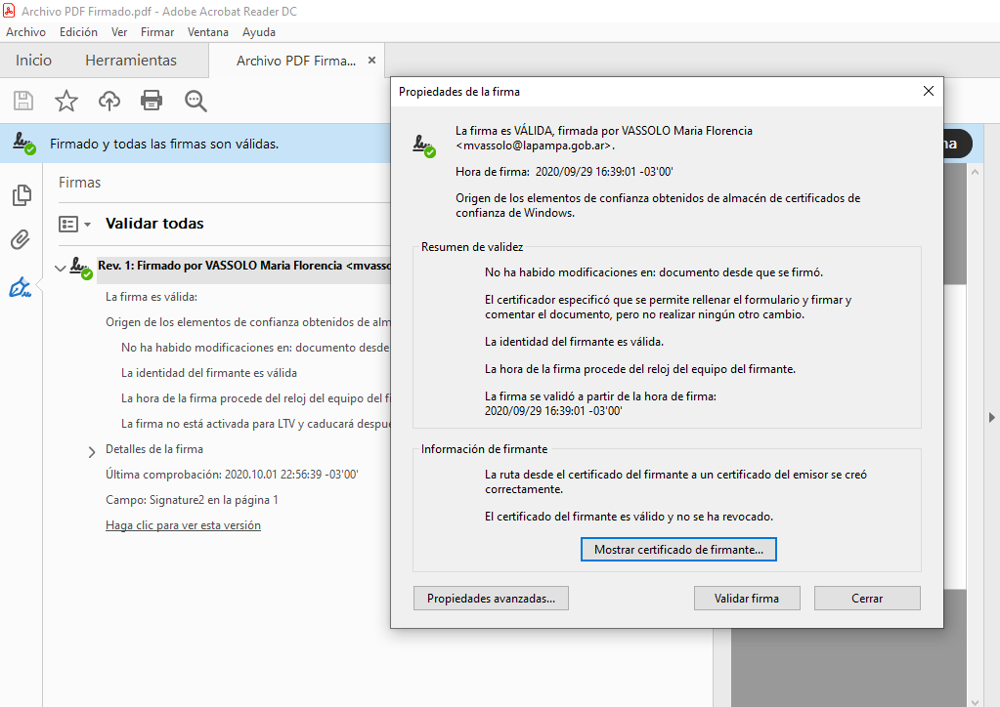 Archivo PDF Firmado.pdf - Adobe Acrobat Reader DC
Archivo Edición Ver Firmar Ventana Ayuda
Inicio Herramientas Archivo PDF Firma... ×
Firmado y todas las firmas son válidas.
na
Firmas
Validar todas
Rev. 1: Firmado por VASSOLO Maria Florencia <mvasso
La firma es válida:
Origen de los elementos de confianza obtenidos de alm
No ha habido modificaciones en: documento desde
La identidad del firmante es válida
La hora de la firma procede del reloj del equipo del fi
La firma no está activada para LTV y caducará despue
Detalles de la firma
Última comprobación: 2020.10.01 22:56:39 -03'00'
Campo: Signature2 en la página 1
Haga clic para ver esta versión
Propiedades de la firma
La firma es VÁLIDA, firmada por VASSOLO Maria Florencia
<mvassolo@lapampa.gob.ar>.
Hora de firma: 2020/09/29 16:39:01 -03'00'
Origen de los elementos de confianza obtenidos de almacén de certificados de
confianza de Windows.
Resumen de validez
No ha habido modificaciones en: documento desde que se firmó.
El certificador especificó que se permite rellenar el formulario y firmar y
comentar el documento, pero no realizar ningún otro cambio.
La identidad del firmante es válida.
La hora de la firma procede del reloj del equipo del firmante.
La firma se validó a partir de la hora de firma:
2020/09/29 16:39:01 -03'00'
Información de firmante
La ruta desde el certificado del firmante a un certificado del emisor se creó
correctamente.
El certificado del firmante es válido y no se ha revocado.
Mostrar certificado de firmante...
Propiedades avanzadas... Validar firma Cerrar